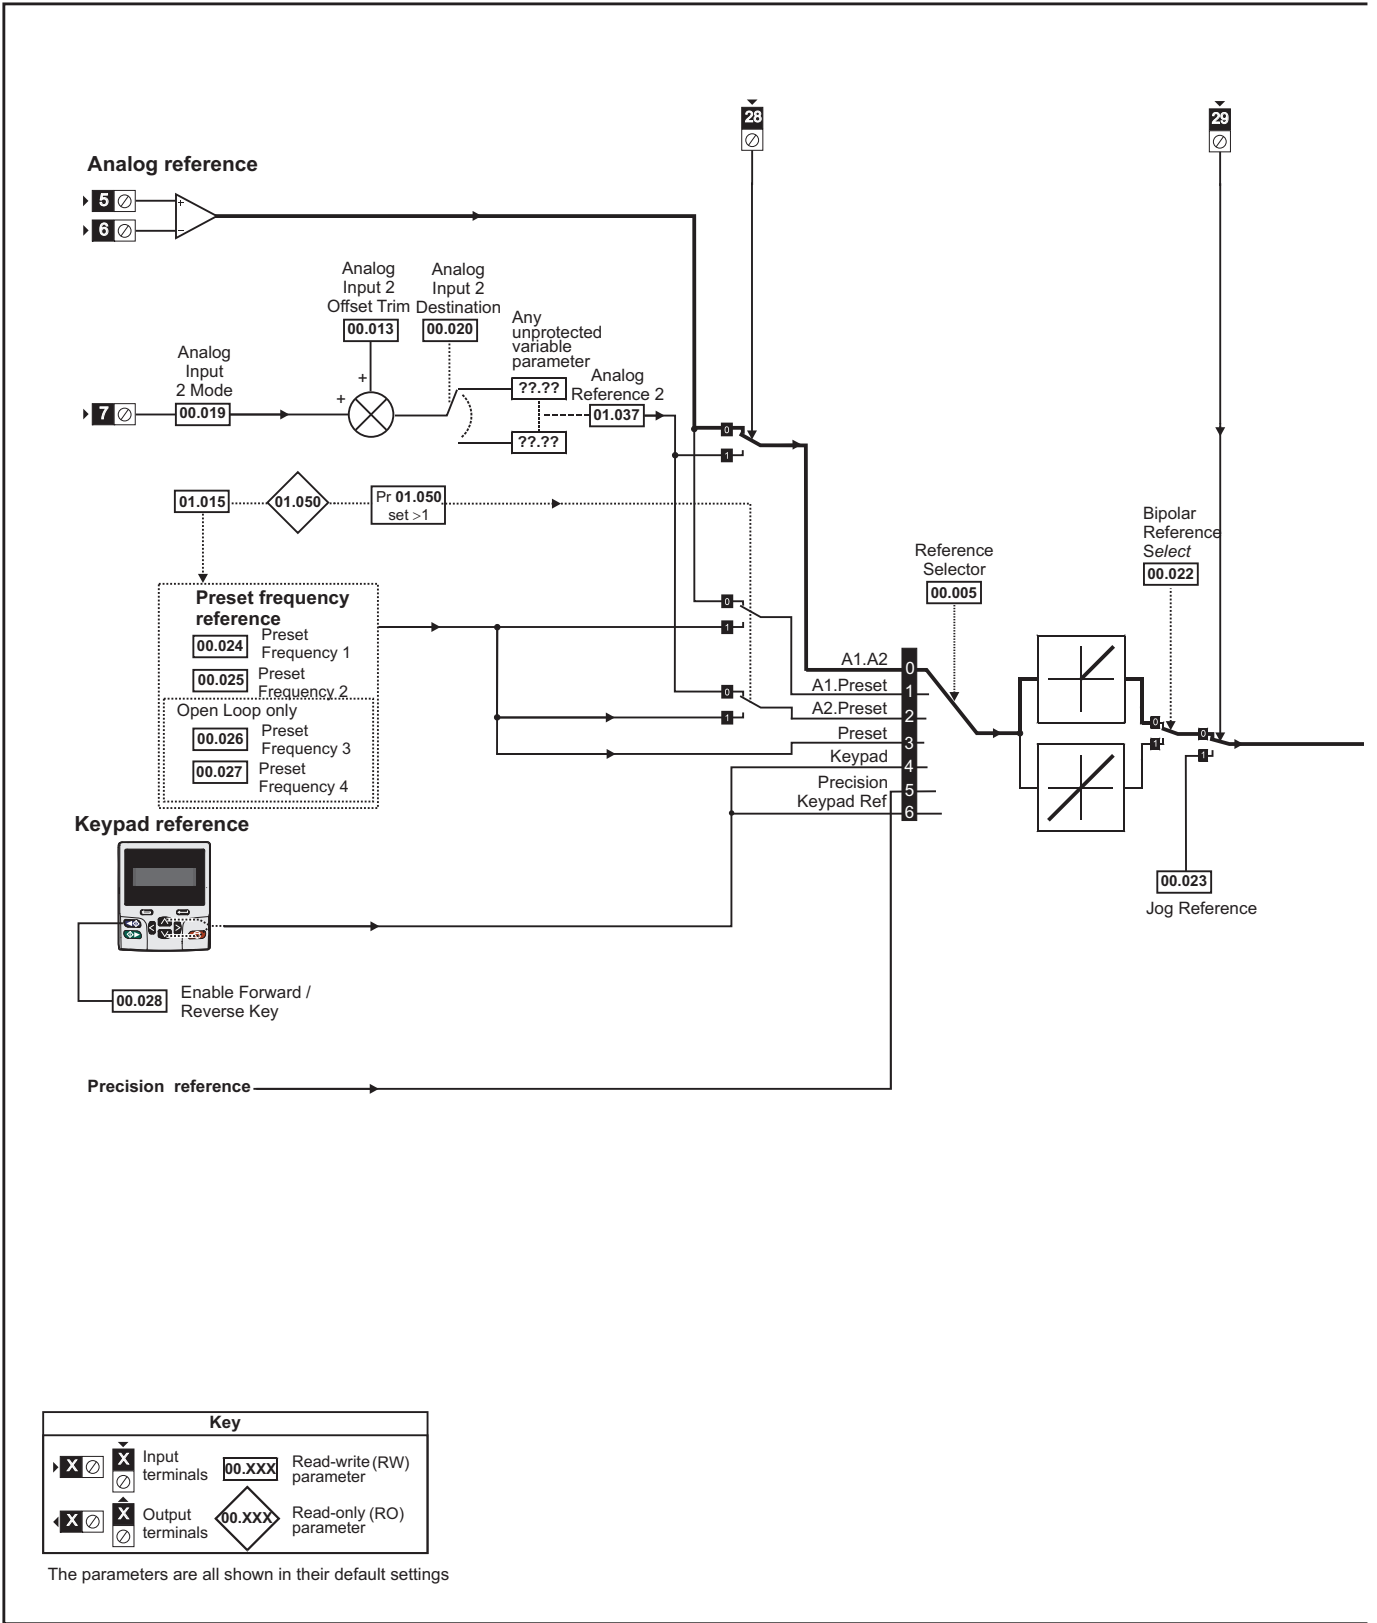 28
29
Analog reference
5
6
+
−
Analog
Input 2
Offset Trim
00.013
Analog
Input 2
Destination
00.020
Any
unprotected
variable
parameter
??.??
??.??
Analog
Reference 2
01.037
Analog
Input
2 Mode
00.019
7
+
+
0
1
01.015
01.050
Pr 01.050
set >1
Preset frequency
reference
00.024
Preset
Frequency 1
00.025
Preset
Frequency 2
Open Loop only
00.026
Preset
Frequency 3
00.027
Preset
Frequency 4
0
1
0
1
Reference
Selector
00.005
A1.A2
0
A1.Preset
1
A2.Preset
2
Preset
3
Keypad
4
Precision
5
Keypad Ref
6
Bipolar
Reference
Select
00.022
0
1
0
1
00.023
Jog Reference
Keypad reference
00.028
Enable Forward /
Reverse Key
Precision reference
Key
X
X
Input
terminals
00.XXX
Read-write (RW)
parameter
X
X
Output
terminals
00.XXX
Read-only (RO)
parameter
The parameters are all shown in their default settings